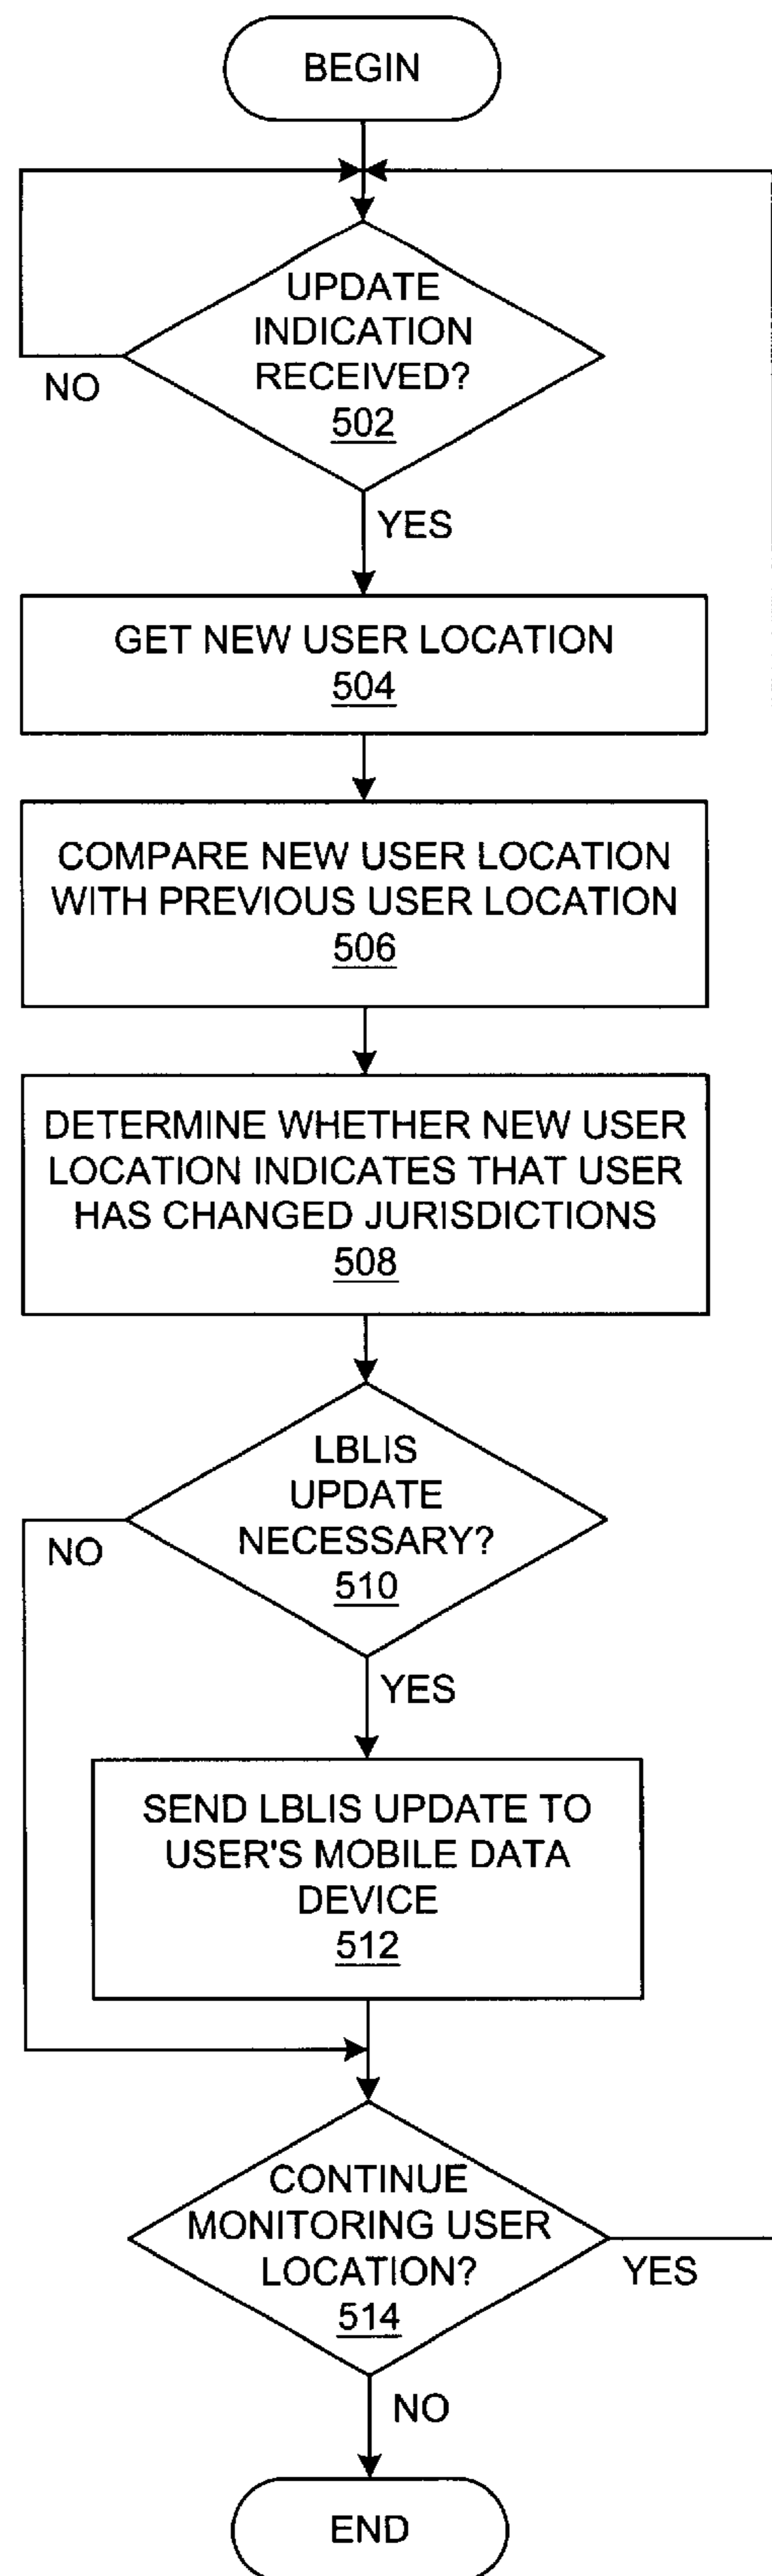 BEGIN
UPDATE
INDICATION
RECEIVED?
502
NO
YES
GET NEW USER LOCATION
504
COMPARE NEW USER LOCATION
WITH PREVIOUS USER LOCATION
506
DETERMINE WHETHER NEW USER
LOCATION INDICATES THAT USER
HAS CHANGED JURISDICTIONS
508
LBLIS
UPDATE
NECESSARY?
510
NO
YES
SEND LBLIS UPDATE TO
USER'S MOBILE DATA
DEVICE
512
CONTINUE
MONITORING USER
LOCATION?
514
YES
NO
END